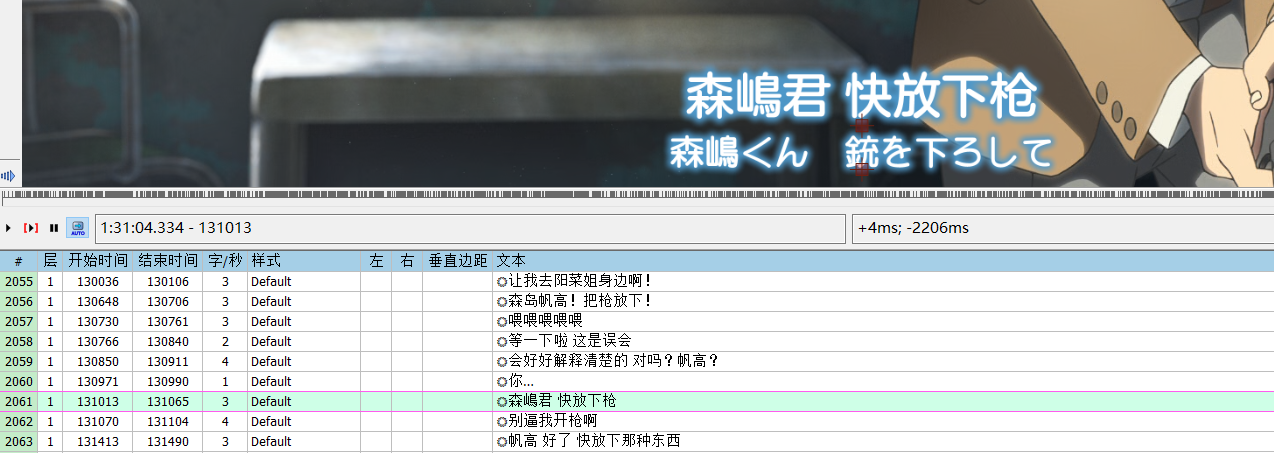 森嶋君 快放下枪
森嶋くん　銃を下ろして
AUTO
1:31:04.334 - 131013
+4ms; -2206ms
# 层 开始时间 结束时间 字/秒 样式 左 右 垂直边距 文本
2055 1 130036 130106 3 Default 让我去阳菜姐身边啊！
2056 1 130648 130706 3 Default 森岛帆高！把枪放下！
2057 1 130730 130761 3 Default 喂喂喂喂喂
2058 1 130766 130840 2 Default 等一下啦 这是误会
2059 1 130850 130911 4 Default 会好好解释清楚的 对吗？帆高？
2060 1 130971 130990 1 Default 你...
2061 1 131013 131065 3 Default 森嶋君 快放下枪
2062 1 131070 131104 4 Default 别逼我开枪啊
2063 1 131413 131490 3 Default 帆高 好了 快放下那种东西